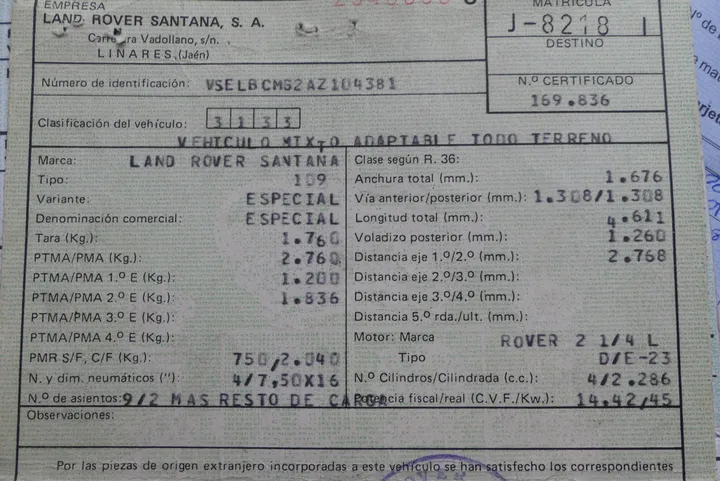 EMPRESA
LAND ROVER SANTANA, S. A.
Carretera Vadollano, s/n.
LINARES (Jaén)
MATRICULA
J-8218 I
DESTINO
N.º CERTIFICADO
169.836
Número de identificación: VSELBCMS2AZ104381
Clasificación del vehículo: 3133
VEHICULO MIXTO ADAPTABLE TODO TERRENO
Marca: LAND ROVER SANTANA
Tipo: 109
Variante: ESPECIAL
Denominación comercial: ESPECIAL
Tara (Kg.): 1.760
PTMA/PMA (Kg.): 2.760
PTMA/PMA 1.º E (Kg.): 1.200
PTMA/PMA 2.º E (Kg.): 1.836
PTMA/PMA 3.º E (Kg.):
PTMA/PMA 4.º E (Kg.):
PMR S/F, C/F (Kg.): 750/2.040
N. y dim. neumáticos (''): 4/7,50X16
N.º de asientos: 9/2 MAS RESTO DE CARGA
Clase según R. 36:
Anchura total (mm.): 1.676
Vía anterior/posterior (mm.): 1.308/1.308
Longitud total (mm.): 4.611
Voladizo posterior (mm.): 1.260
Distancia eje 1.º/2.º (mm.): 2.768
Distancia eje 2.º/3.º (mm.):
Distancia eje 3.º/4.º (mm.):
Distancia 5.º rda./ult. (mm.):
Motor: Marca ROVER 2 1/4 L
Tipo D/E-23
N.º Cilindros/Cilindrada (c.c.): 4/2.286
Potencia fiscal/real (C.V.F./Kw.): 14.42/45
Observaciones:
Por las piezas de origen extranjero incorporadas a este vehículo se han satisfecho los correspondientes